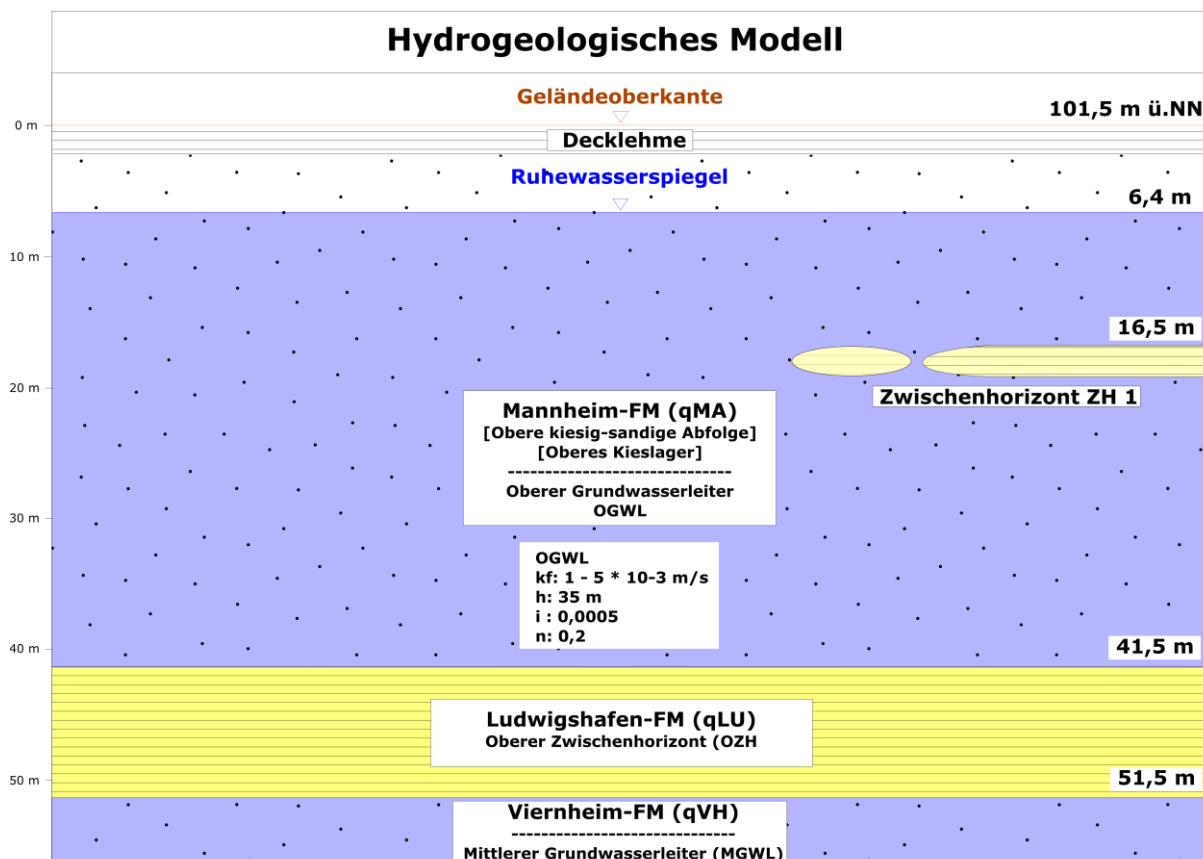 Hydrogeologisches Modell
Geländeoberkante
101,5 m ü.NN
0 m
Decklehme
Ruhewasserspiegel
6,4 m
10 m
16,5 m
20 m
Zwischenhorizont ZH 1
Mannheim-FM (qMA)
[Obere kiesig-sandige Abfolge]
[Oberes Kieslager]
------------------------------
Oberer Grundwasserleiter
OGWL
30 m
OGWL
kf: 1 - 5 * 10-3 m/s
h: 35 m
i : 0,0005
n: 0,2
40 m
41,5 m
Ludwigshafen-FM (qLU)
Oberer Zwischenhorizont (OZH
50 m
51,5 m
Viernheim-FM (qVH)
------------------------------
Mittlerer Grundwasserleiter (MGWL)